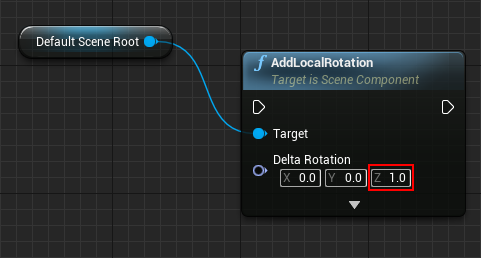 Default Scene Root
AddLocalRotation
Target is Scene Component
Target
Delta Rotation
X 0.0 Y 0.0 Z 1.0